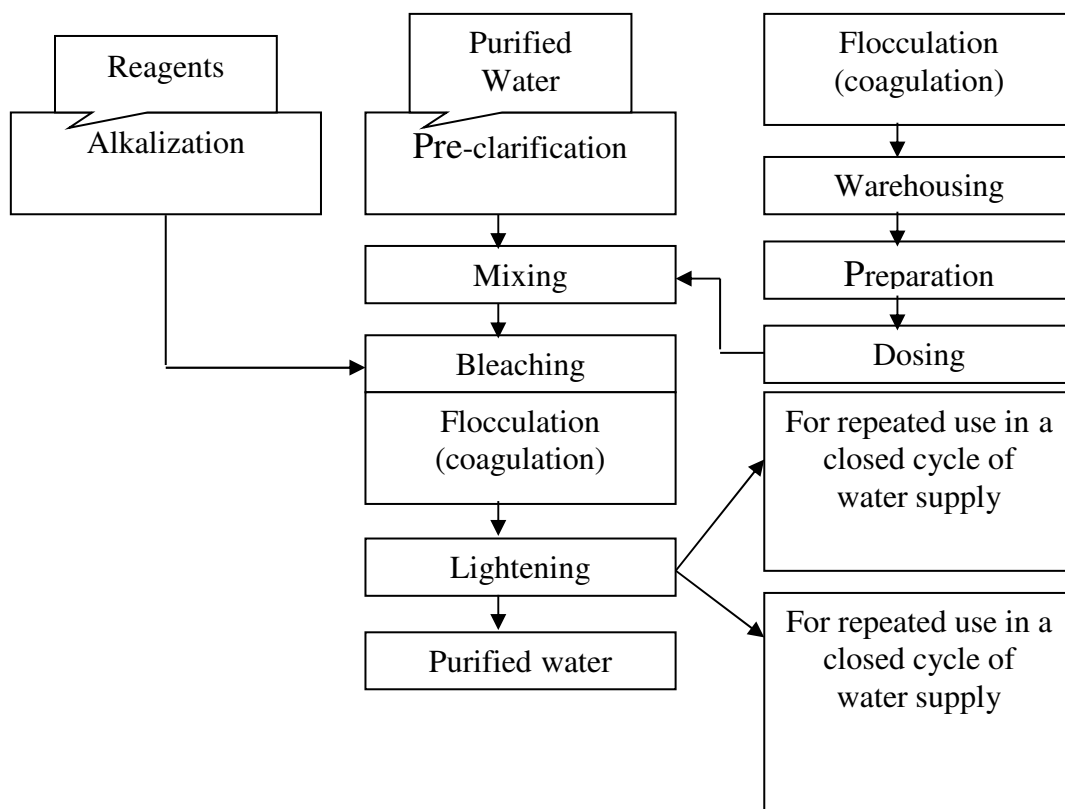 Reagents
Alkalization
Purified
Water
Pre-clarification
Mixing
Bleaching
Flocculation
(coagulation)
Lightening
Purified water
Flocculation
(coagulation)
Warehousing
Preparation
Dosing
For repeated use in a
closed cycle of
water supply
For repeated use in a
closed cycle of
water supply